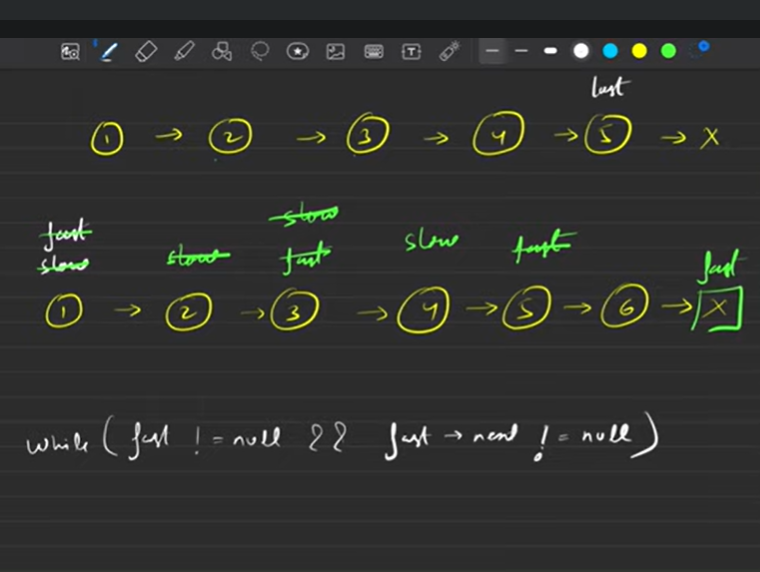 last
1 → 2 → 3 → 4 → 5 → X
slow
fast slow
slow slow fast fast fast
1 → 2 → 3 → 4 → 5 → 6 → X
while ( fast != null && fast → next != null )